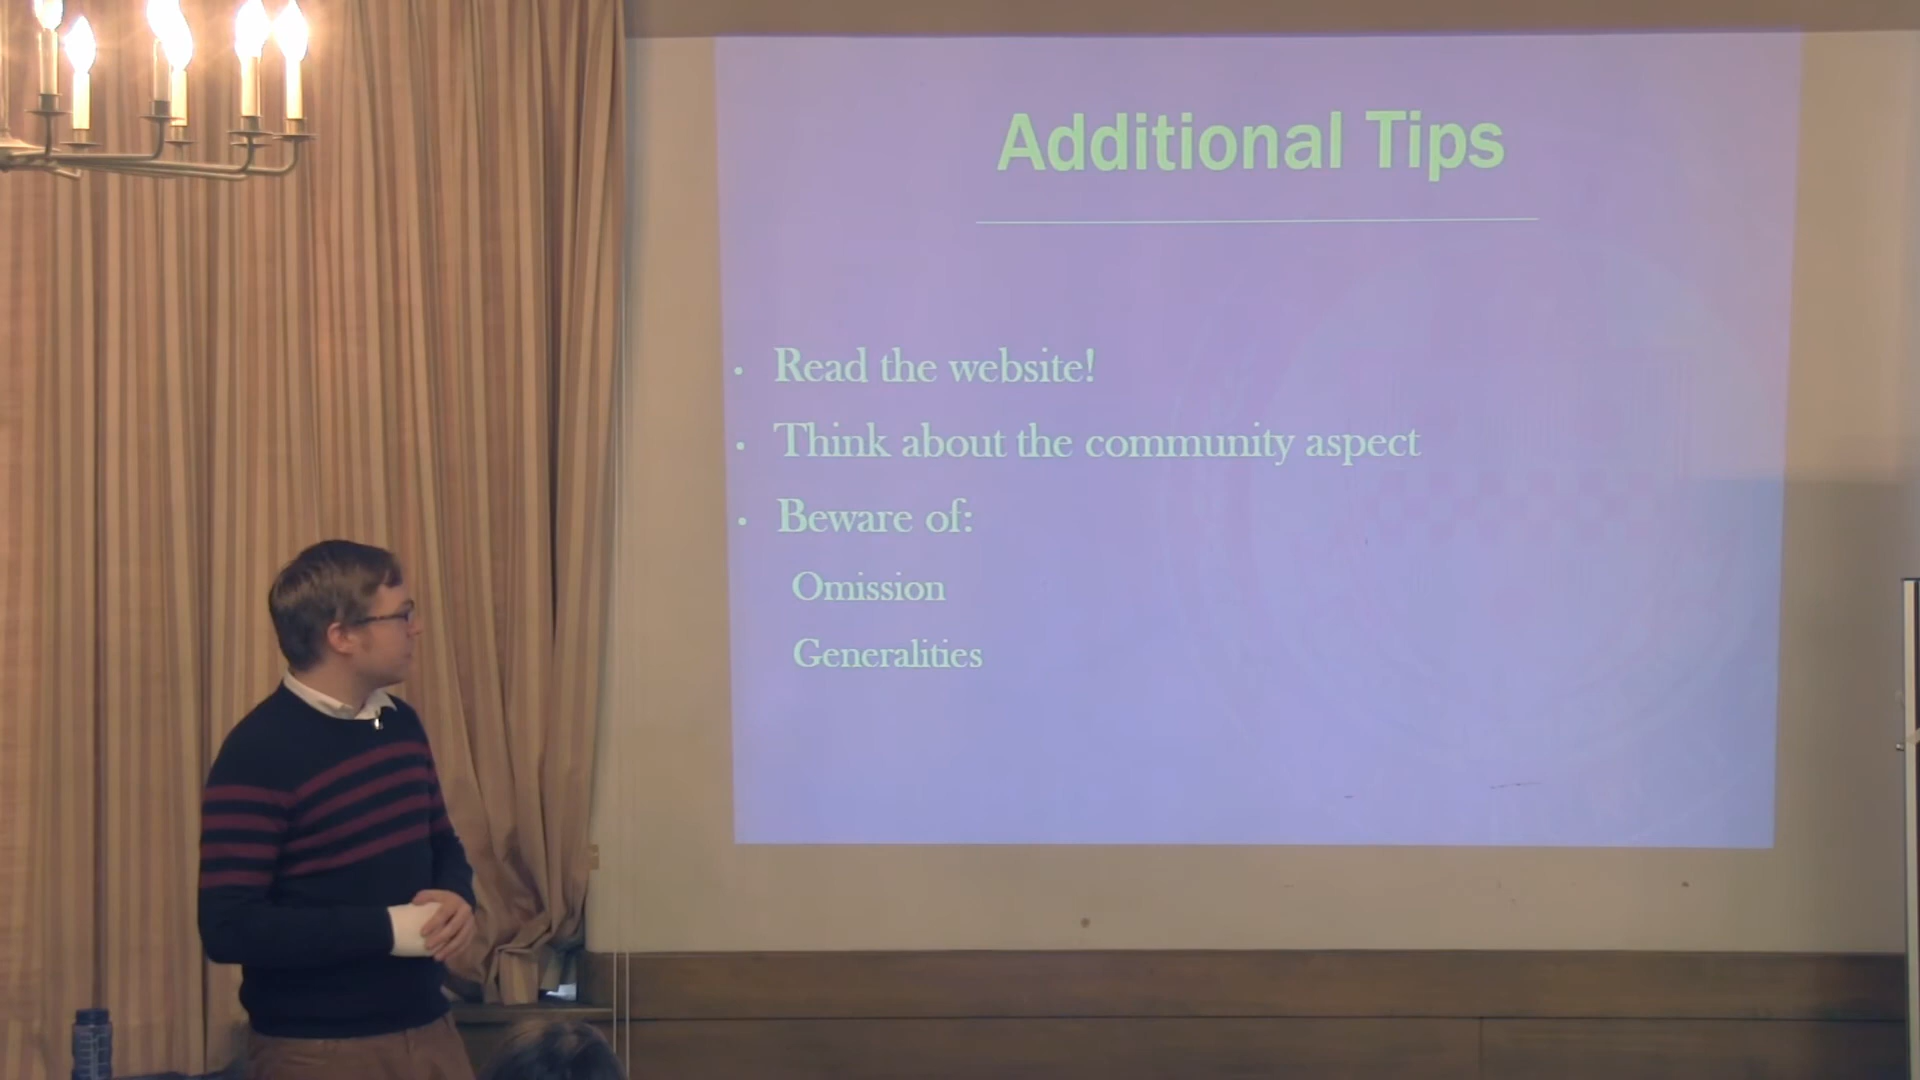 Additional Tips
• Read the website!
• Think about the community aspect
• Beware of:
Omission
Generalities